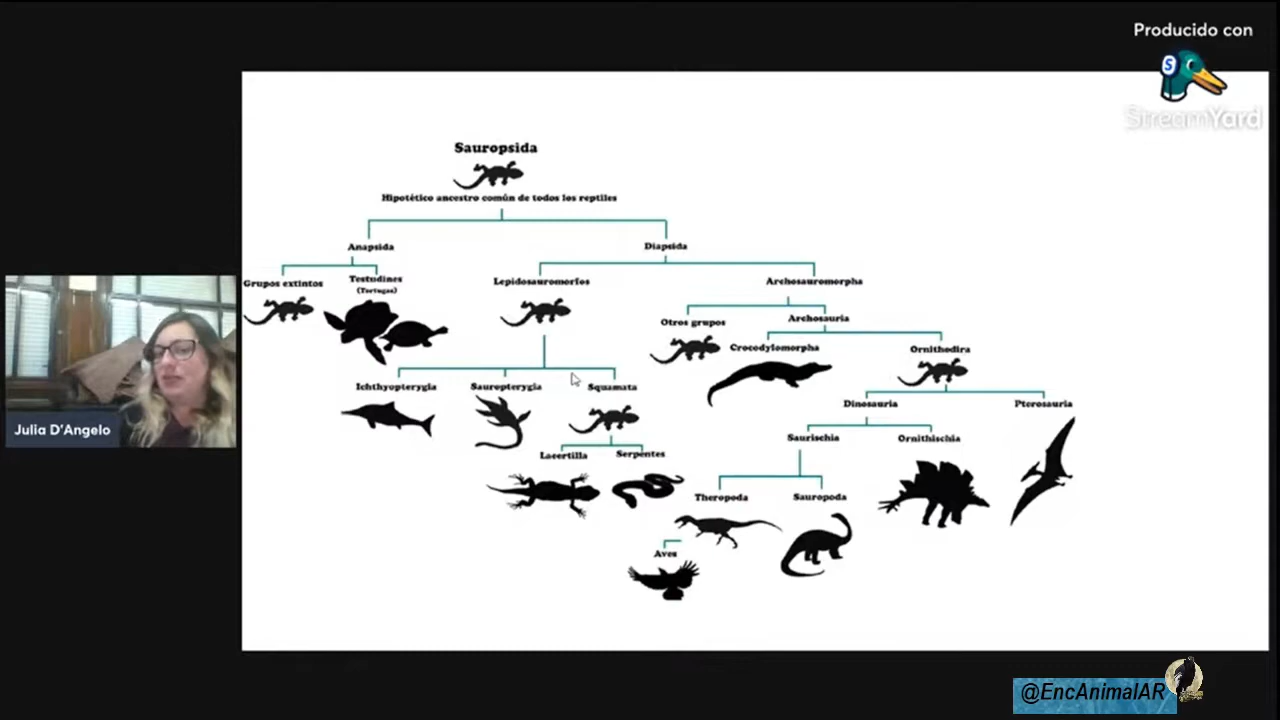 Producido con
StreamYard
Sauropsida
Hipotético ancestro común de todos los reptiles
Anapsida
Diapsida
Grupos extintos
Testudines
(Tortugas)
Lepidosauromorfos
Archosauromorpha
Otros grupos
Archosauria
Crocodylomorpha
Ornithodira
Ichthyopterygia
Sauropterygia
Squamata
Dinosauria
Pterosauria
Lacertilla
Serpentes
Saurischia
Ornithischia
Theropoda
Sauropoda
Aves
Julia D'Angelo
@EncAnimalAR